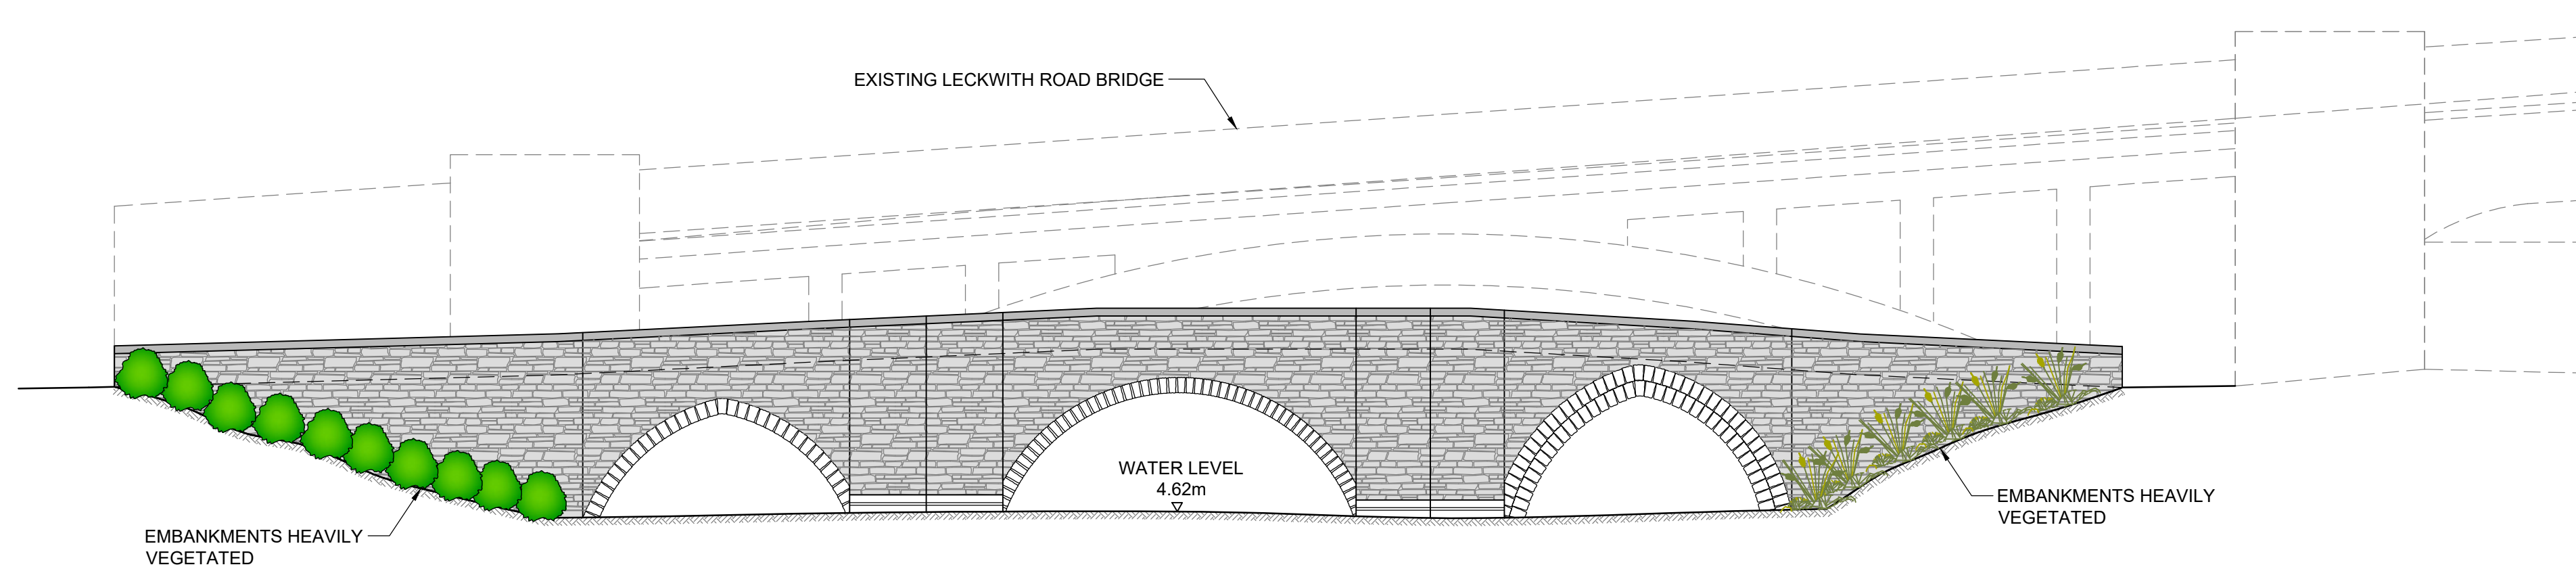 EXISTING LECKWITH ROAD BRIDGE
WATER LEVEL
4.62m
EMBANKMENTS HEAVILY
VEGETATED
EMBANKMENTS HEAVILY
VEGETATED